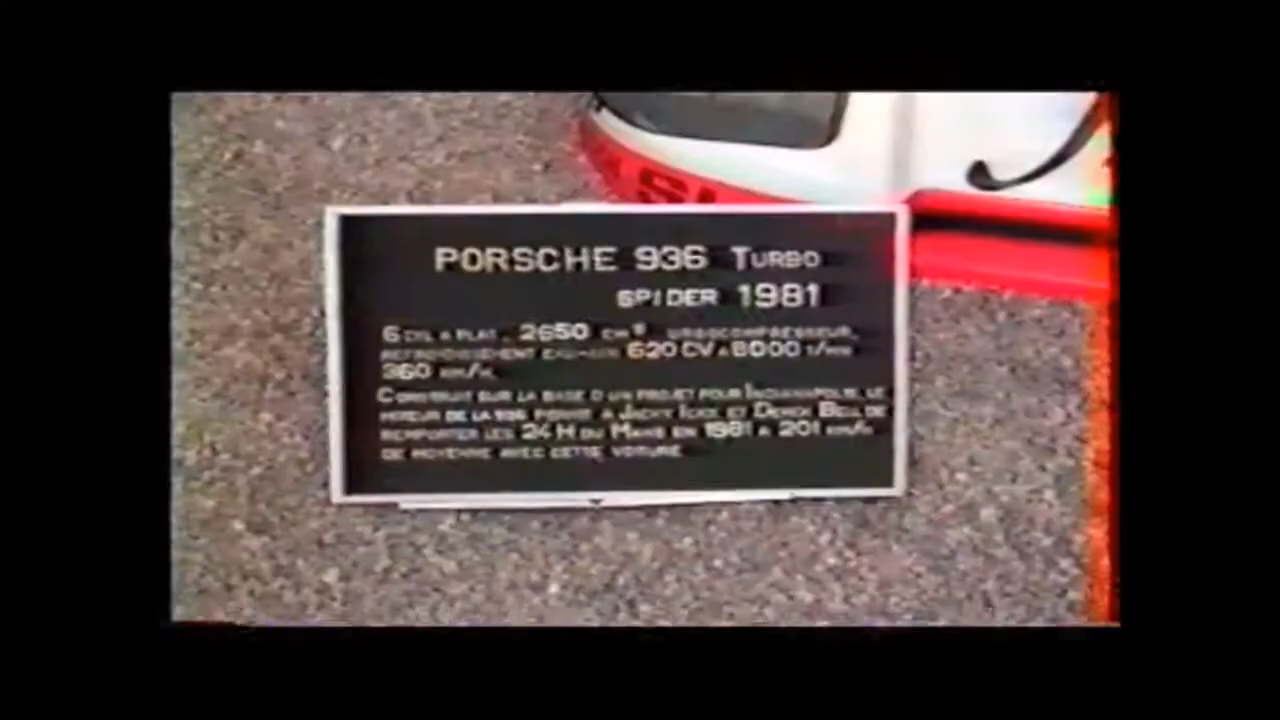 SI
PORSCHE 936 TURBO
SPIDER 1981
6 CYL A PLAT . 2650 CM³ . TURBOCOMPRESSEUR,
REFROIDISSEMENT EAU-AIR 620 CV A 8000 T/MN
360 KM/H.
CONSTRUIT SUR LA BASE D'UN PROJET POUR INDIANAPOLIS, LE
MOTEUR DE LA 936 PERMIT A JACKY ICKX ET DEREK BELL DE
REMPORTER LES 24 H DU MANS EN 1981 A 201 KM/H
DE MOYENNE AVEC CETTE VOITURE